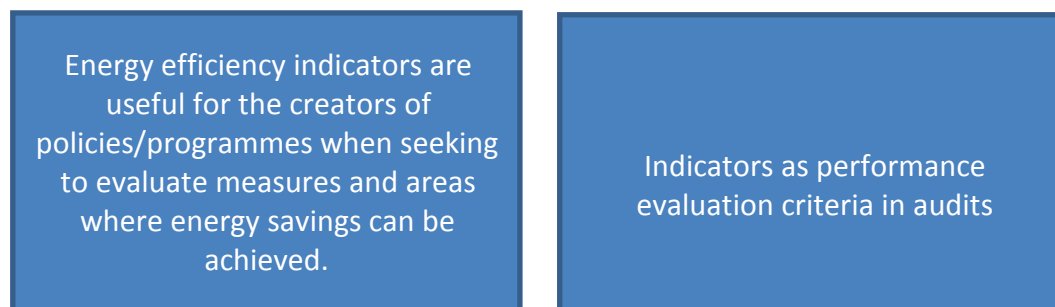 Energy efficiency indicators are
useful for the creators of
policies/programmes when seeking
to evaluate measures and areas
where energy savings can be
achieved.
Indicators as performance
evaluation criteria in audits